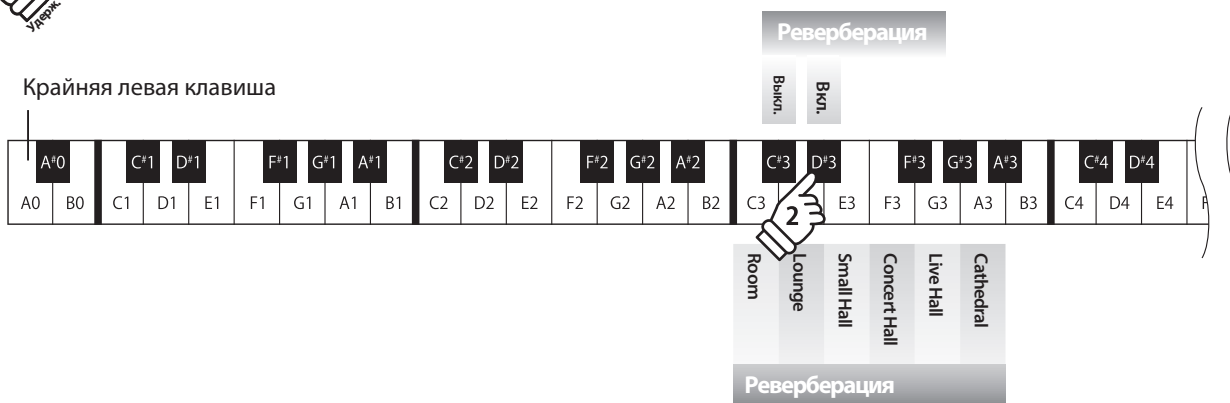 Удерж.
Реверберация
Выкл.
Вкл.
Крайняя левая клавиша
A#0 C#1 D#1 F#1 G#1 A#1 C#2 D#2 F#2 G#2 A#2 C#3 D#3 F#3 G#3 A#3 C#4 D#4
A0 B0 C1 D1 E1 F1 G1 A1 B1 C2 D2 E2 F2 G2 A2 B2 C3 E3 F3 G3 A3 B3 C4 D4 E4
2
Room
Lounge
Small Hall
Concert Hall
Live Hall
Cathedral
Реверберация